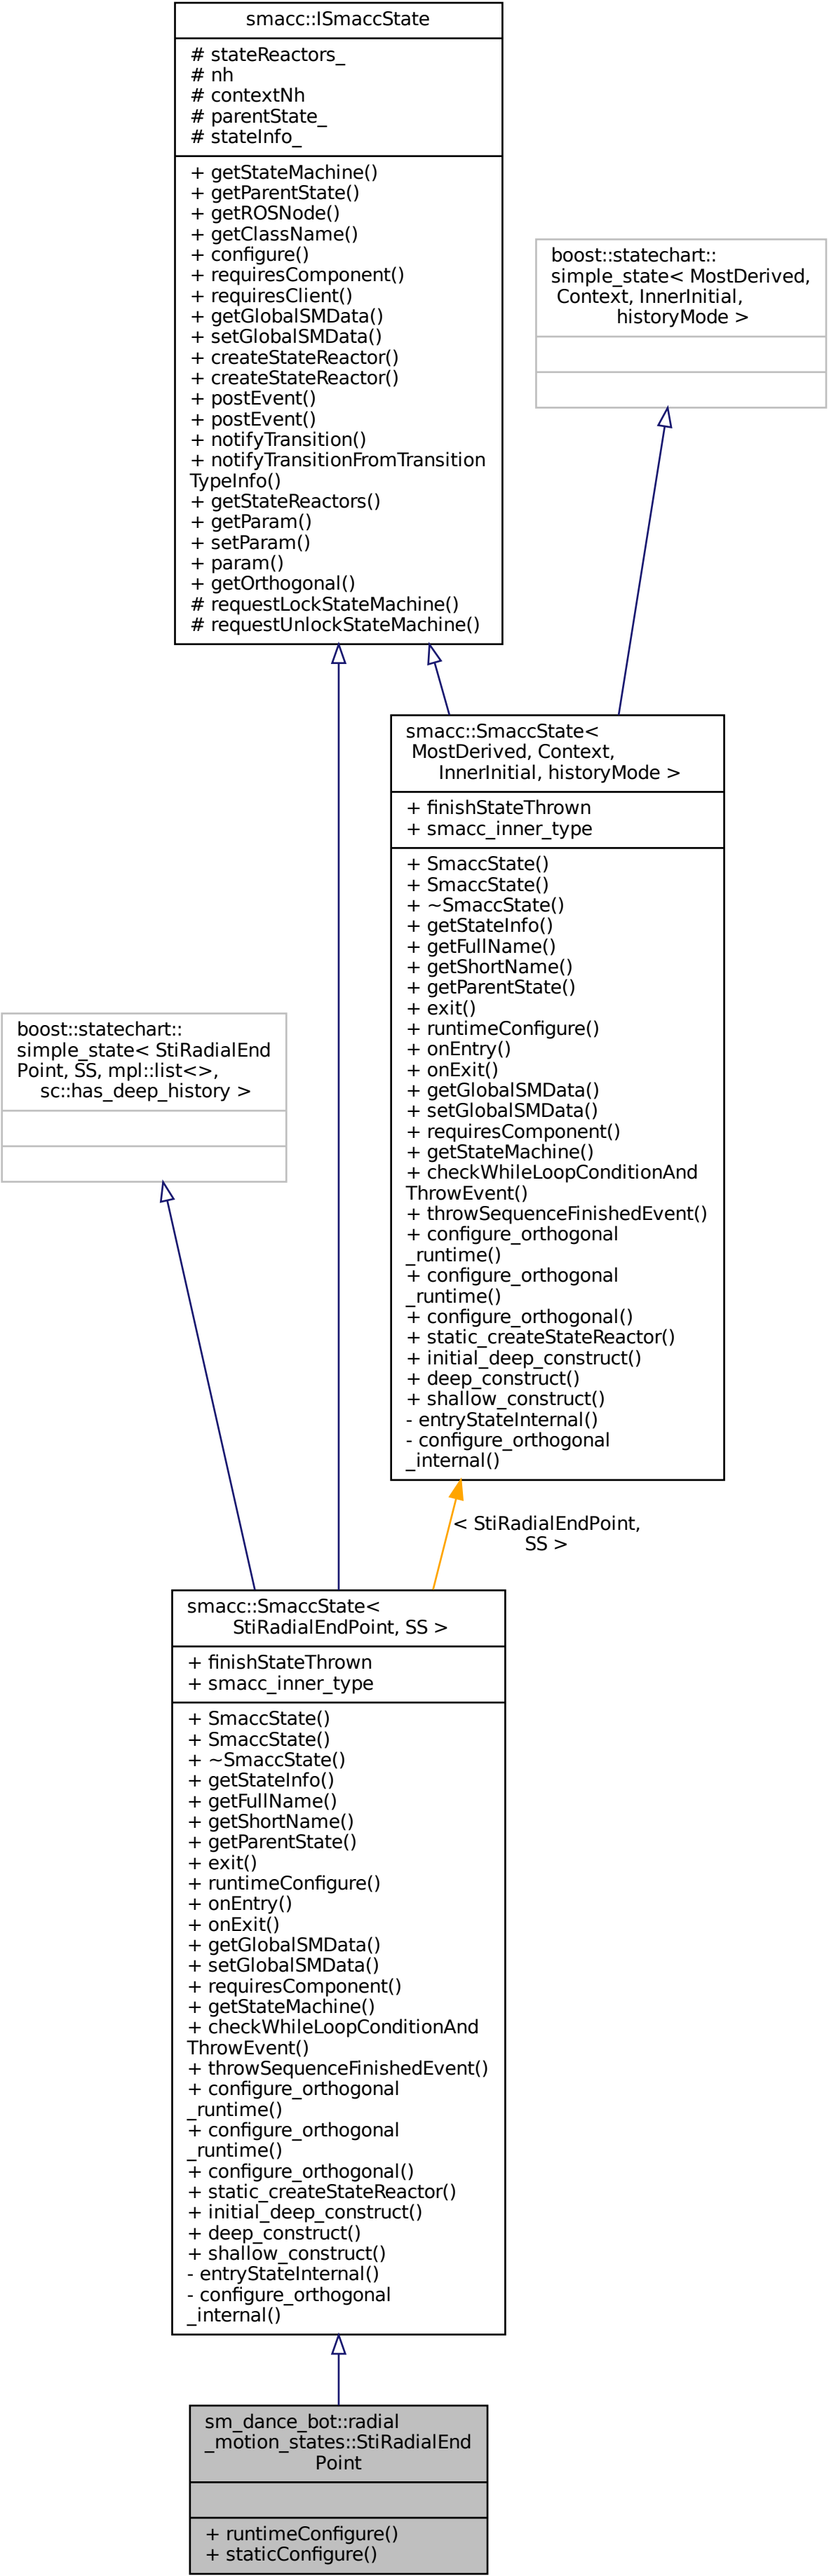 smacc::ISmaccState
# stateReactors_
# nh
# contextNh
# parentState_
# stateInfo_
+ getStateMachine()
+ getParentState()
+ getROSNode()
+ getClassName()
+ configure()
+ requiresComponent()
+ requiresClient()
+ getGlobalSMData()
+ setGlobalSMData()
+ createStateReactor()
+ createStateReactor()
+ postEvent()
+ postEvent()
+ notifyTransition()
+ notifyTransitionFromTransition
TypeInfo()
+ getStateReactors()
+ getParam()
+ setParam()
+ param()
+ getOrthogonal()
# requestLockStateMachine()
# requestUnlockStateMachine()
boost::statechart::
simple_state< MostDerived,
Context, InnerInitial,
historyMode >
smacc::SmaccState<
MostDerived, Context,
InnerInitial, historyMode >
+ finishStateThrown
+ smacc_inner_type
+ SmaccState()
+ SmaccState()
+ ~SmaccState()
+ getStateInfo()
+ getFullName()
+ getShortName()
+ getParentState()
+ exit()
+ runtimeConfigure()
+ onEntry()
+ onExit()
+ getGlobalSMData()
+ setGlobalSMData()
+ requiresComponent()
+ getStateMachine()
+ checkWhileLoopConditionAnd
ThrowEvent()
+ throwSequenceFinishedEvent()
+ configure_orthogonal
_runtime()
+ configure_orthogonal
_runtime()
+ configure_orthogonal()
+ static_createStateReactor()
+ initial_deep_construct()
+ deep_construct()
+ shallow_construct()
- entryStateInternal()
- configure_orthogonal
_internal()
boost::statechart::
simple_state< StiRadialEnd
Point, SS, mpl::list<>,
sc::has_deep_history >
< StiRadialEndPoint,
SS >
smacc::SmaccState<
StiRadialEndPoint, SS >
+ finishStateThrown
+ smacc_inner_type
+ SmaccState()
+ SmaccState()
+ ~SmaccState()
+ getStateInfo()
+ getFullName()
+ getShortName()
+ getParentState()
+ exit()
+ runtimeConfigure()
+ onEntry()
+ onExit()
+ getGlobalSMData()
+ setGlobalSMData()
+ requiresComponent()
+ getStateMachine()
+ checkWhileLoopConditionAnd
ThrowEvent()
+ throwSequenceFinishedEvent()
+ configure_orthogonal
_runtime()
+ configure_orthogonal
_runtime()
+ configure_orthogonal()
+ static_createStateReactor()
+ initial_deep_construct()
+ deep_construct()
+ shallow_construct()
- entryStateInternal()
- configure_orthogonal
_internal()
sm_dance_bot::radial
_motion_states::StiRadialEnd
Point
+ runtimeConfigure()
+ staticConfigure()